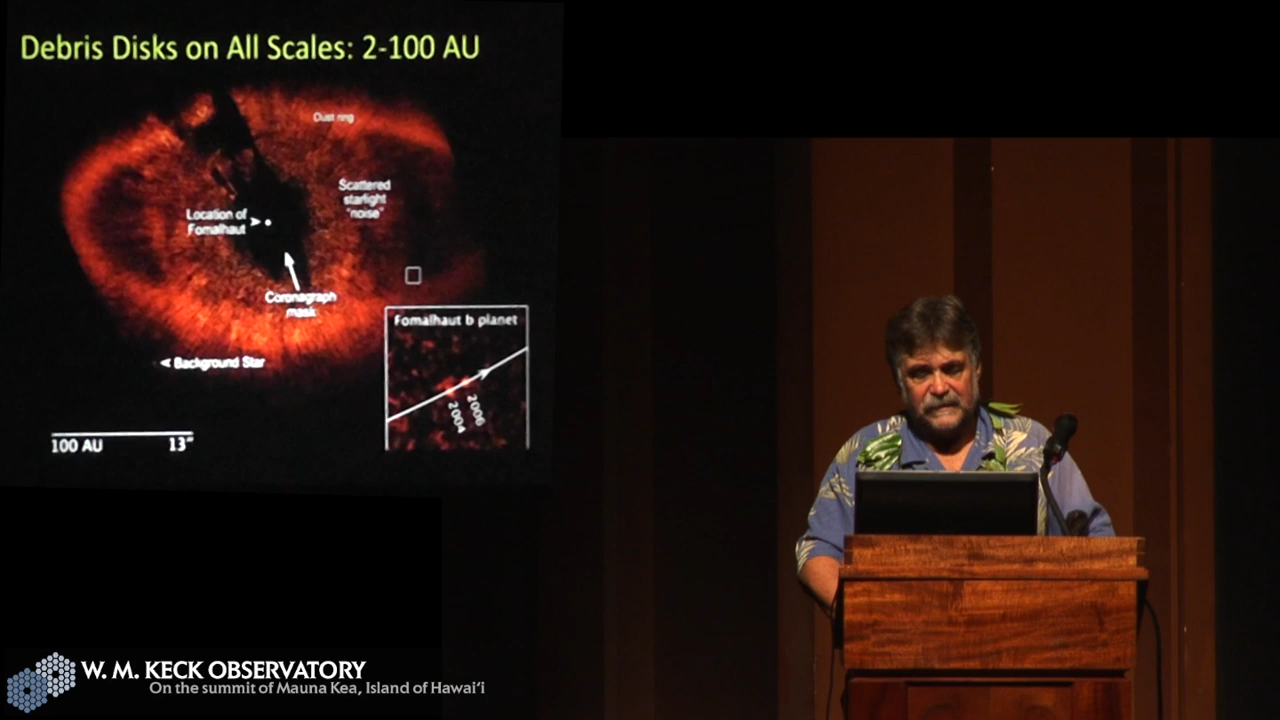 Debris Disks on All Scales: 2-100 AU
Dust ring
Scattered
starlight
"noise"
Location of
Fomalhaut
Coronagraph
mask
Background Star
100 AU
13"
Fomalhaut b planet
2004
2006
W. M. KECK OBSERVATORY
On the summit of Mauna Kea, Island of Hawai‘i